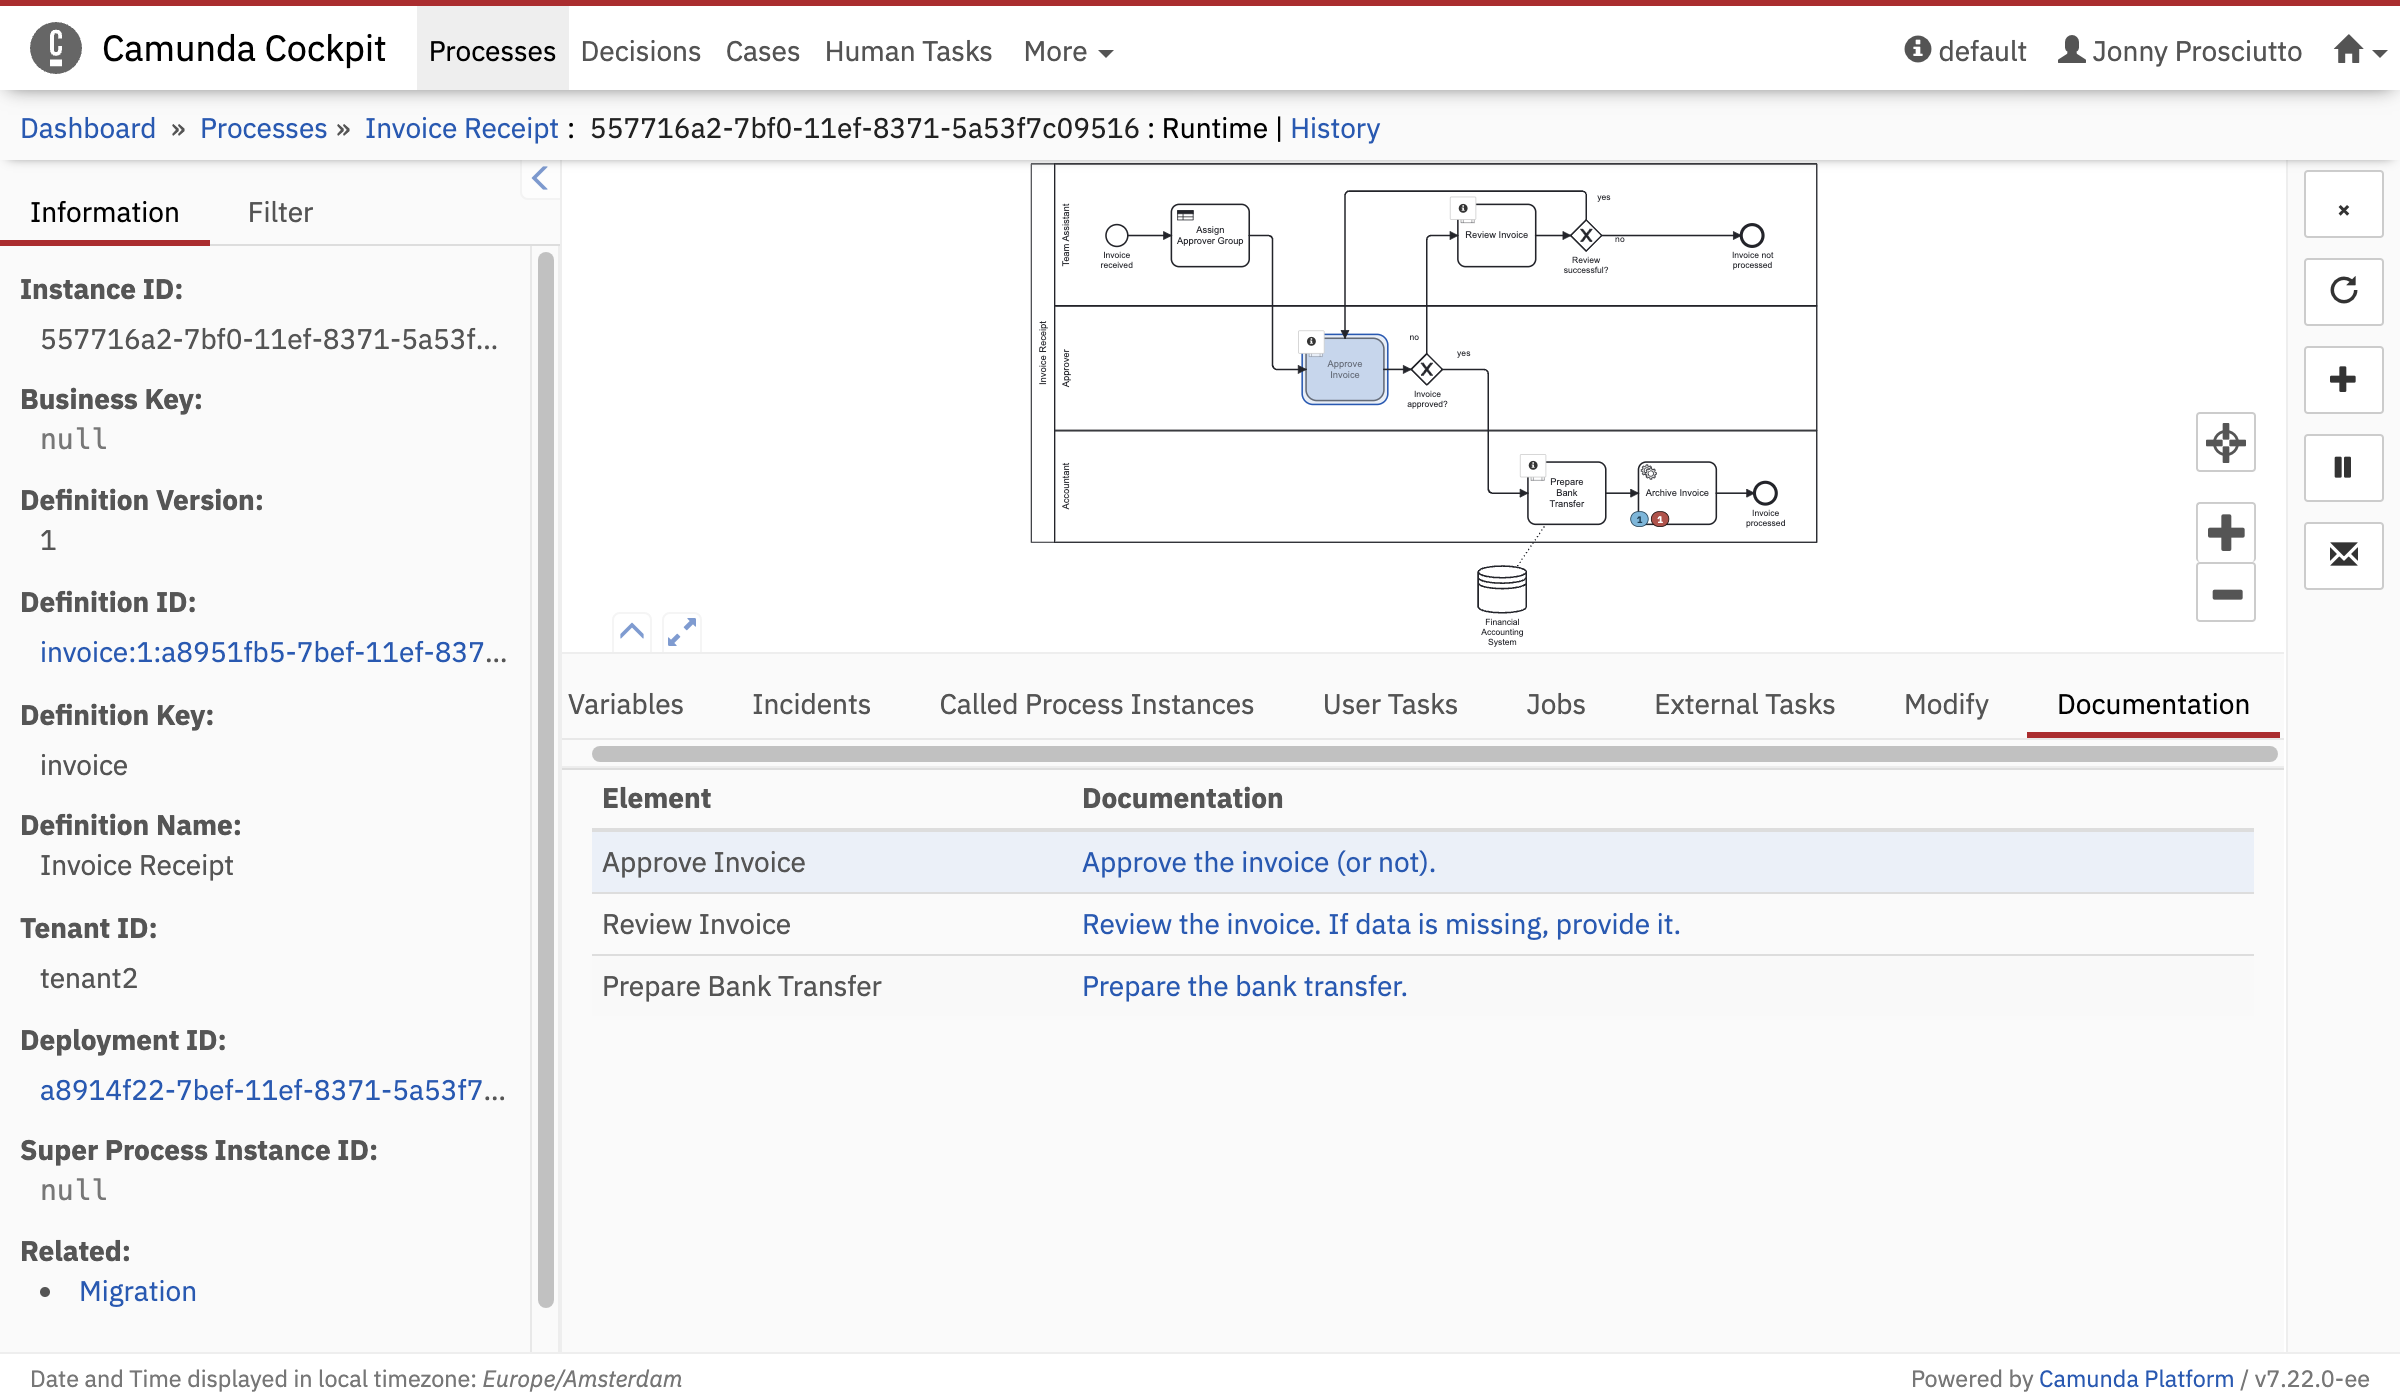 Camunda Cockpit Processes Decisions Cases Human Tasks More default Jonny Prosciutto
Dashboard » Processes » Invoice Receipt : 557716a2-7bf0-11ef-8371-5a53f7c09516 : Runtime | History
Information Filter
Instance ID:
557716a2-7bf0-11ef-8371-5a53f...
Business Key:
null
Definition Version:
1
Definition ID:
invoice:1:a8951fb5-7bef-11ef-837...
Definition Key:
invoice
Definition Name:
Invoice Receipt
Tenant ID:
tenant2
Deployment ID:
a8914f22-7bef-11ef-8371-5a53f7...
Super Process Instance ID:
null
Related:
• Migration
Invoice Receipt
Team Assistant
Invoice
received
Assign
Approver Group
Review Invoice
yes
no
Review
successful?
Invoice not
processed
Approver
Approve
Invoice
no
yes
Invoice
approved?
Accountant
Prepare
Bank
Transfer
Archive Invoice
1 1
Invoice
processed
Financial
Accounting
System
Variables Incidents Called Process Instances User Tasks Jobs External Tasks Modify Documentation
Element Documentation
Approve Invoice Approve the invoice (or not).
Review Invoice Review the invoice. If data is missing, provide it.
Prepare Bank Transfer Prepare the bank transfer.
Date and Time displayed in local timezone: Europe/Amsterdam
Powered by Camunda Platform / v7.22.0-ee